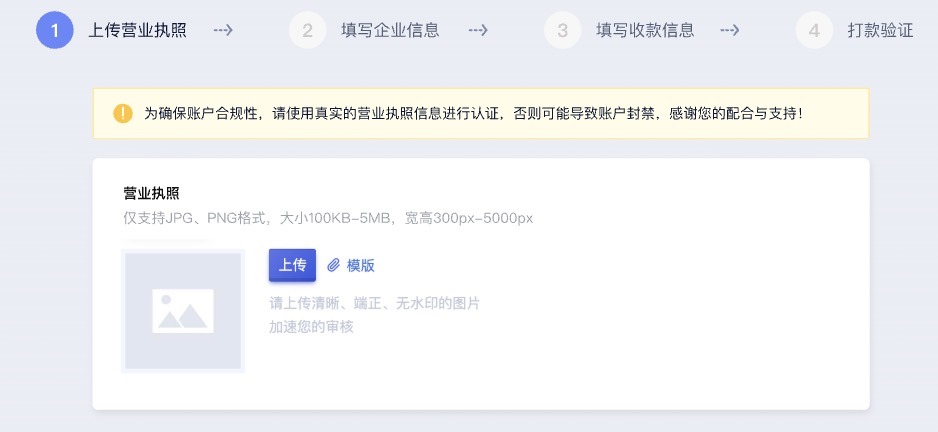 1 上传营业执照 2 填写企业信息 3 填写收款信息 4 打款验证
! 为确保账户合规性，请使用真实的营业执照信息进行认证，否则可能导致账户封禁，感谢您的配合与支持！
营业执照
仅支持JPG、PNG格式，大小100KB-5MB，宽高300px-5000px
上传 模版
请上传清晰、端正、无水印的图片
加速您的审核